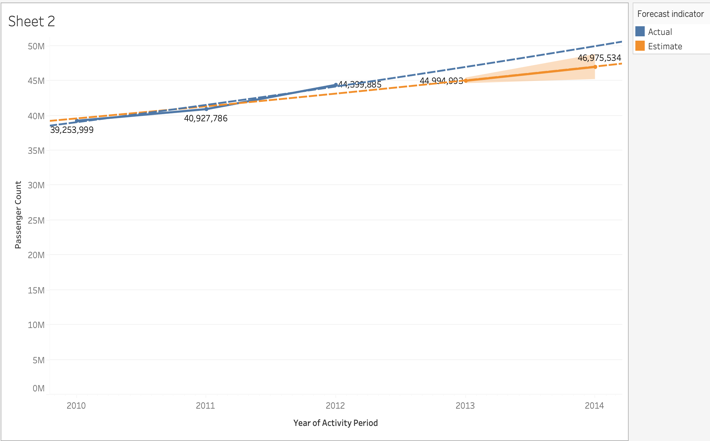 Sheet 2
Forecast indicator
Actual
Estimate
50M
45M
40M
35M
30M
25M
20M
15M
10M
5M
0M
Passenger Count
39,253,999
40,927,786
44,399,885
44,994,993
46,975,534
2010
2011
2012
2013
2014
Year of Activity Period